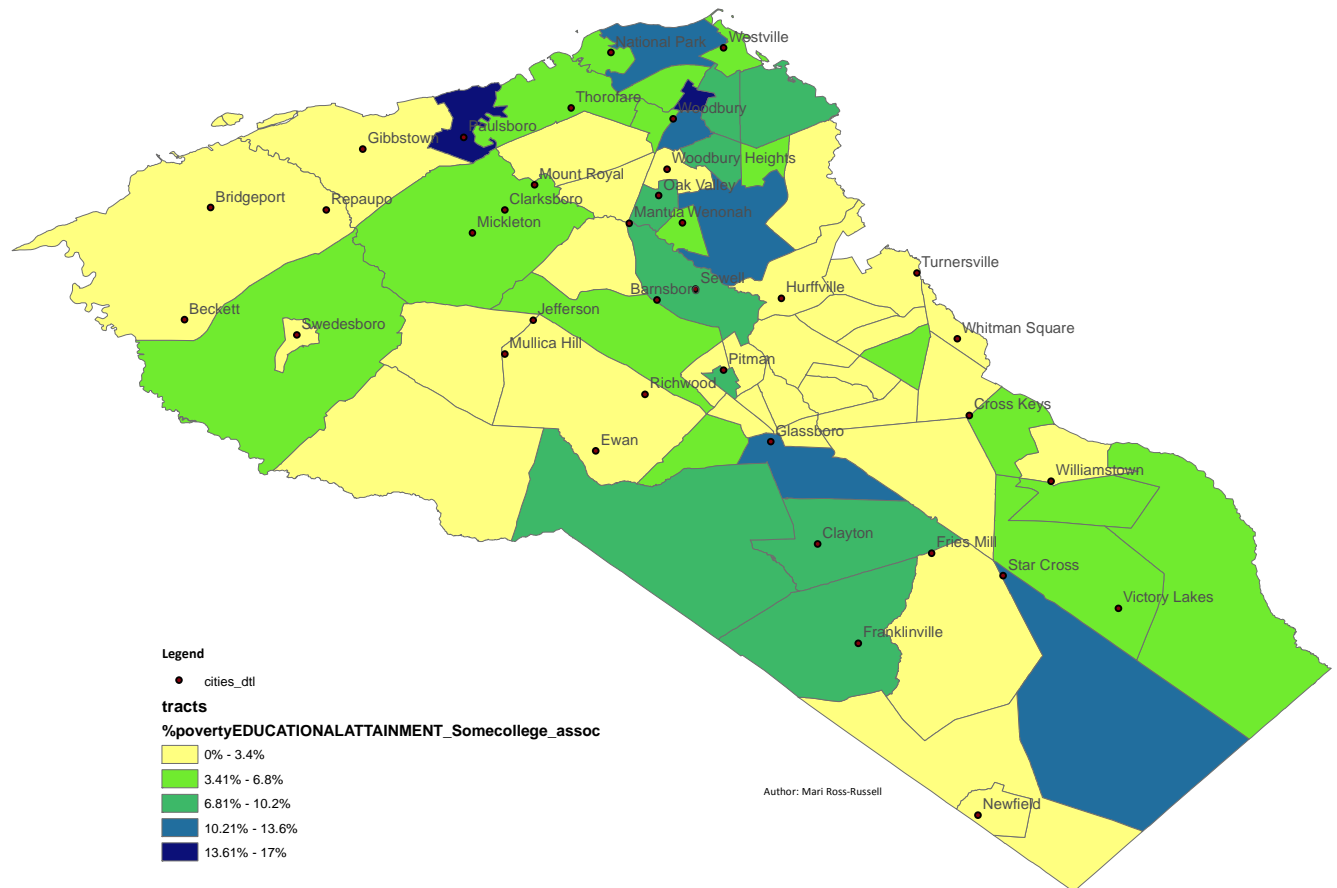 National Park
Westville
Thorofare
Woodbury
Paulsboro
Gibbstown
Woodbury Heights
Mount Royal
Oak Valley
Bridgeport
Repaupo
Clarksboro
Mickleton
Mantua
Wenonah
Turnersville
Sewell
Hurffville
Barnsboro
Beckett
Jefferson
Swedesboro
Whitman Square
Mullica Hill
Pitman
Richwood
Cross Keys
Glassboro
Ewan
Williamstown
Clayton
Fries Mill
Star Cross
Victory Lakes
Franklinville
Legend
cities_dtl
tracts
%povertyEDUCATIONALATTAINMENT_Somecollege_assoc
0% - 3.4%
3.41% - 6.8%
6.81% - 10.2%
10.21% - 13.6%
13.61% - 17%
Author: Mari Ross-Russell
Newfield